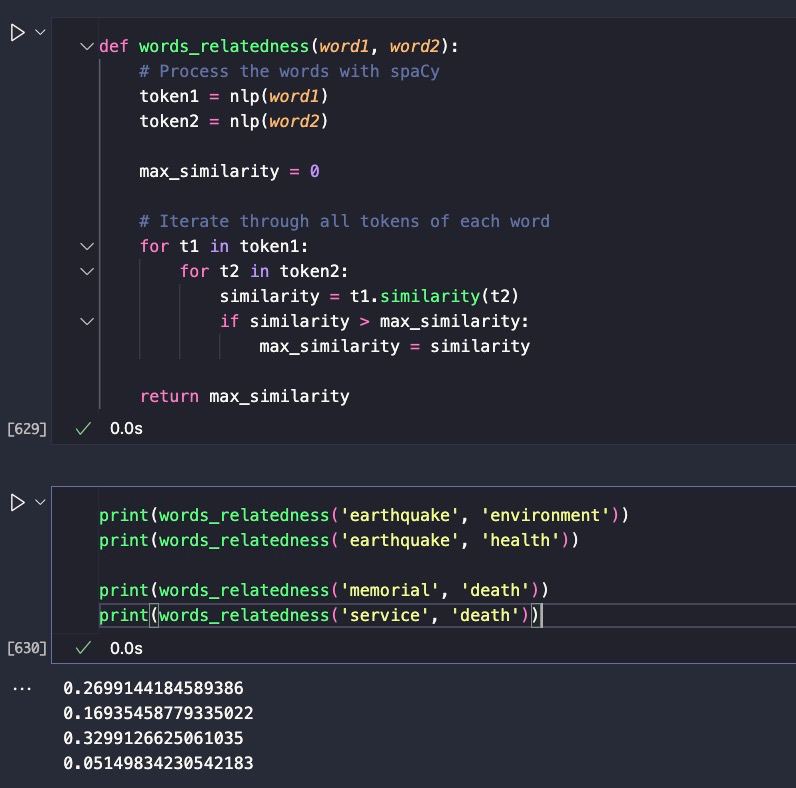 def words_relatedness(word1, word2):
    # Process the words with spaCy
    token1 = nlp(word1)
    token2 = nlp(word2)

    max_similarity = 0

    # Iterate through all tokens of each word
    for t1 in token1:
        for t2 in token2:
            similarity = t1.similarity(t2)
            if similarity > max_similarity:
                max_similarity = similarity

    return max_similarity
[629] 0.0s
print(words_relatedness('earthquake', 'environment'))
print(words_relatedness('earthquake', 'health'))

print(words_relatedness('memorial', 'death'))
print(words_relatedness('service', 'death'))
[630] 0.0s
... 0.2699144184589386
0.16935458779335022
0.3299126625061035
0.05149834230542183